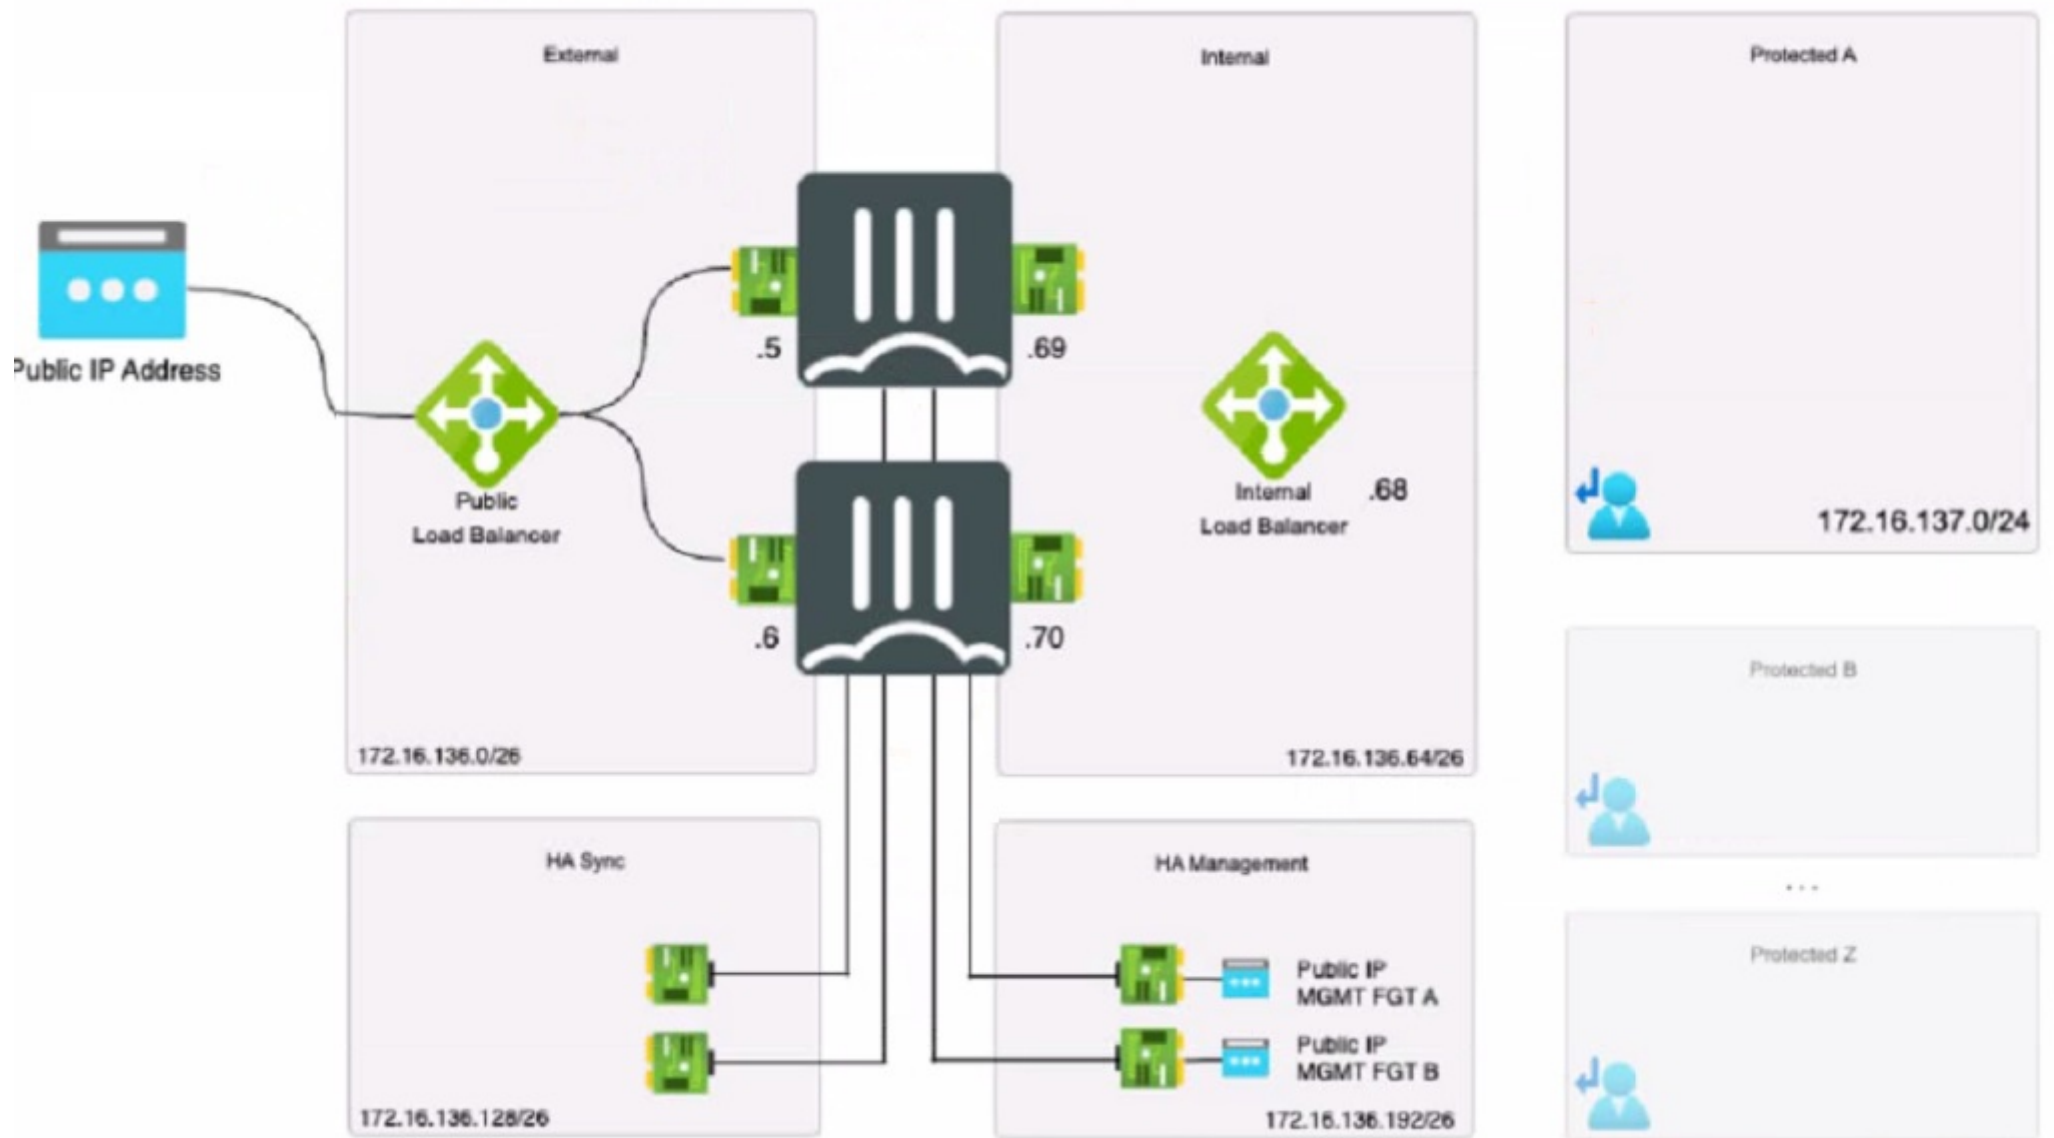 External
Internal
Protected A
Public IP Address
.5
.69
Public
Load Balancer
Internal
Load Balancer
.68
172.16.137.0/24
.6
.70
Protected B
172.16.136.0/26
172.16.136.64/26
HA Sync
HA Management
...
Protected Z
Public IP
MGMT FGT A
Public IP
MGMT FGT B
172.16.136.128/26
172.16.136.192/26